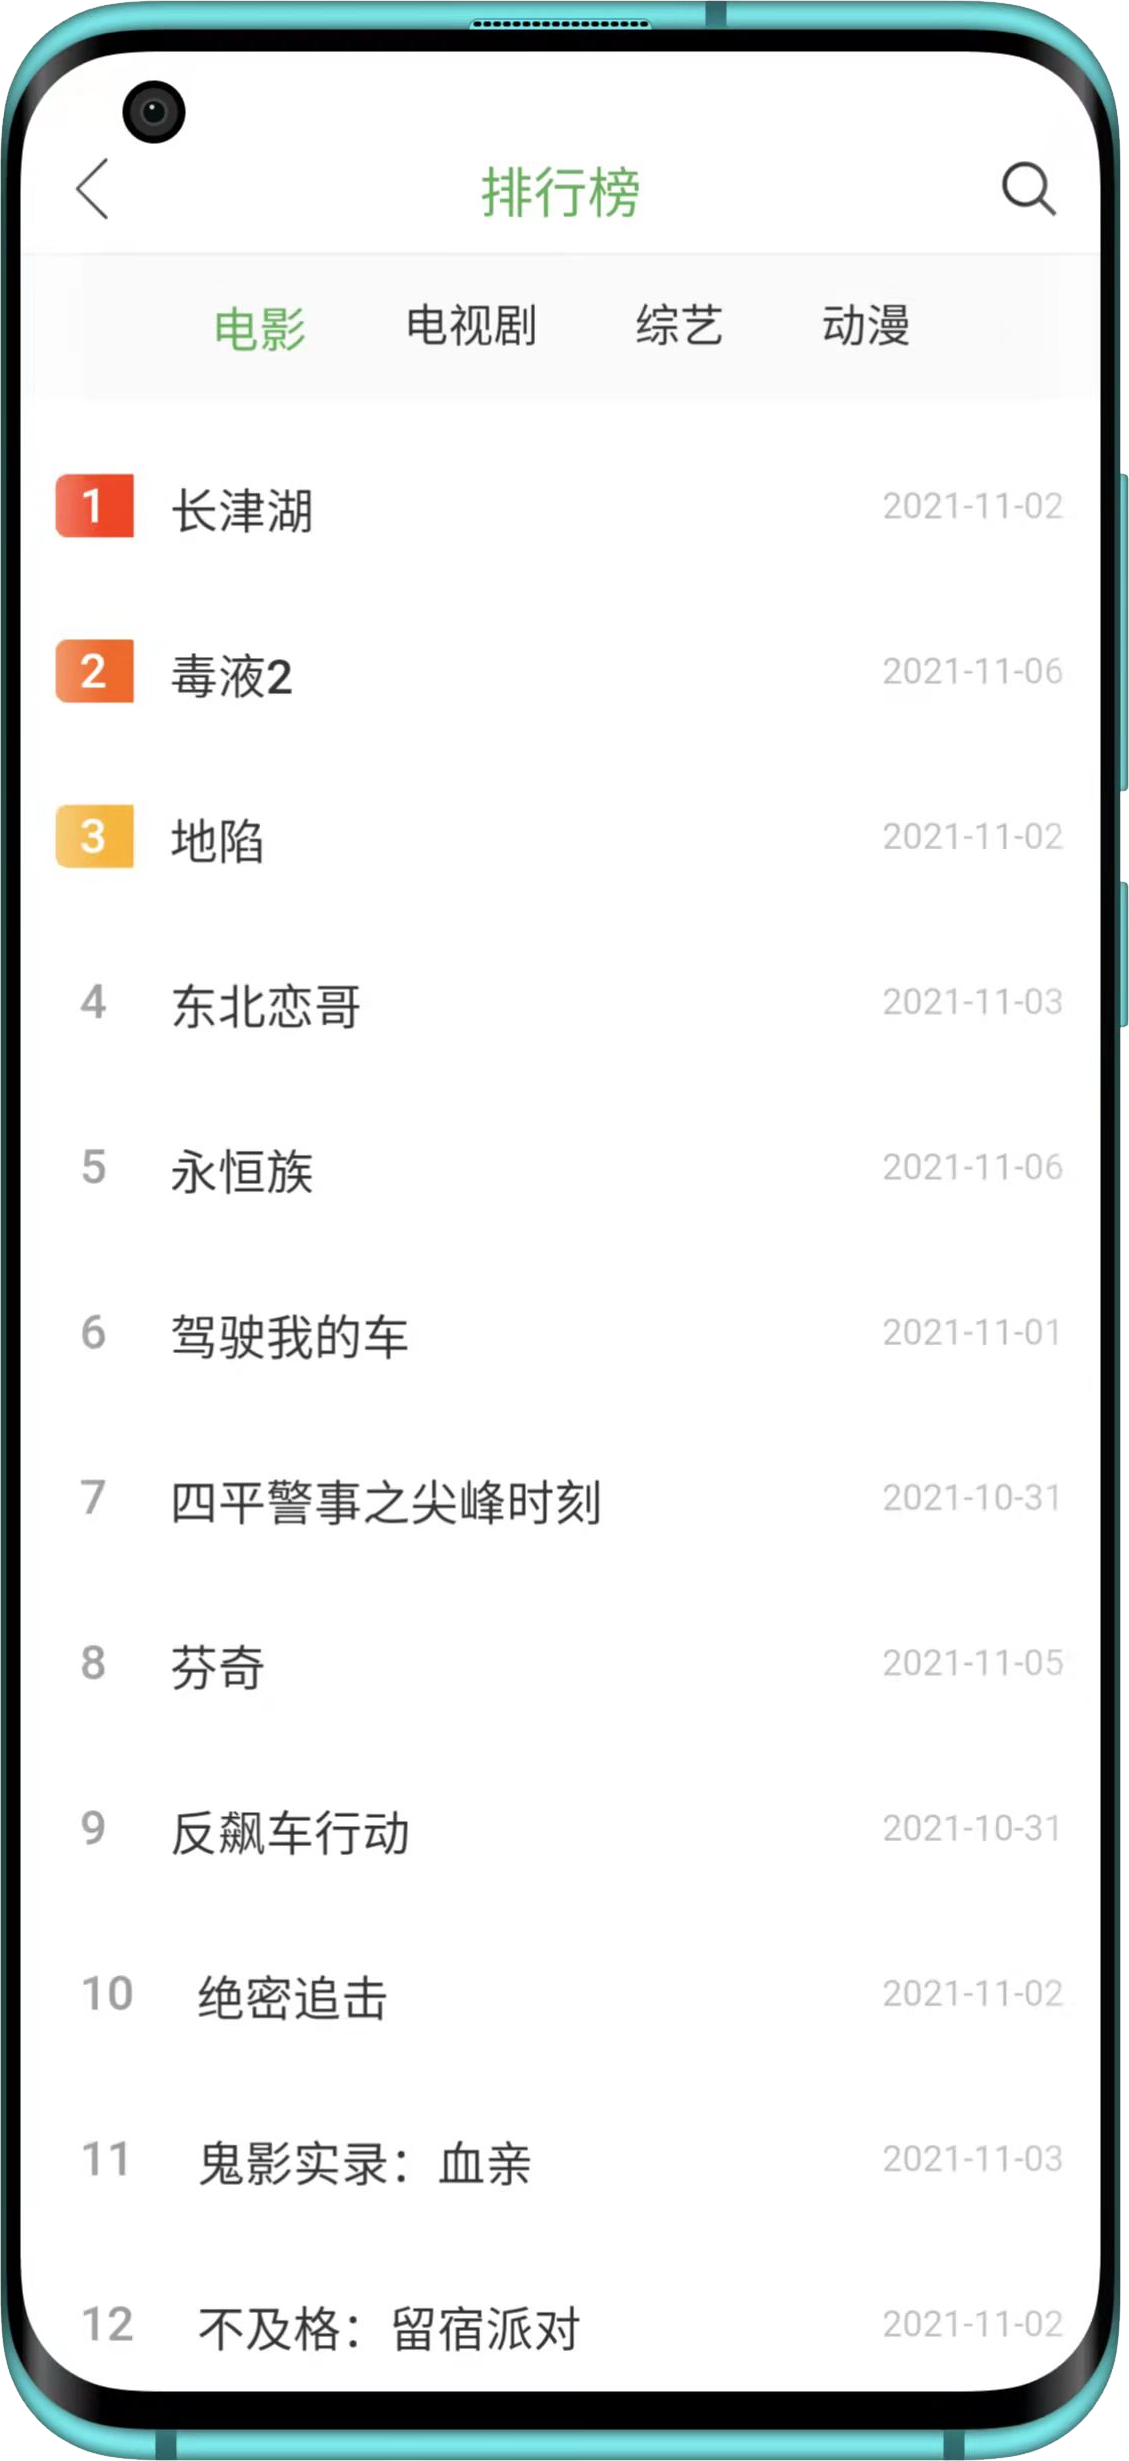 排行榜
电影 电视剧 综艺 动漫
1 长津湖 2021-11-02
2 毒液2 2021-11-06
3 地陷 2021-11-02
4 东北恋哥 2021-11-03
5 永恒族 2021-11-06
6 驾驶我的车 2021-11-01
7 四平警事之尖峰时刻 2021-10-31
8 芬奇 2021-11-05
9 反飙车行动 2021-10-31
10 绝密追击 2021-11-02
11 鬼影实录：血亲 2021-11-03
12 不及格：留宿派对 2021-11-02